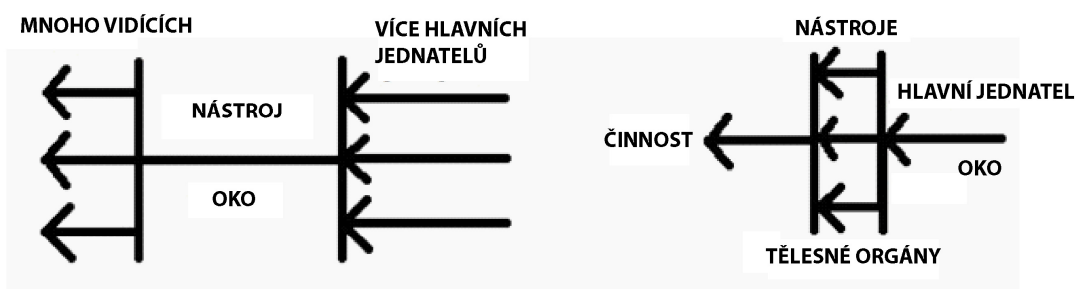 MNOHO VIDÍCÍCH
VÍCE HLAVNÍCH
JEDNATELŮ
NÁSTROJ
OKO
NÁSTROJE
HLAVNÍ JEDNATEL
ČINNOST
OKO
TĚLESNÉ ORGÁNY